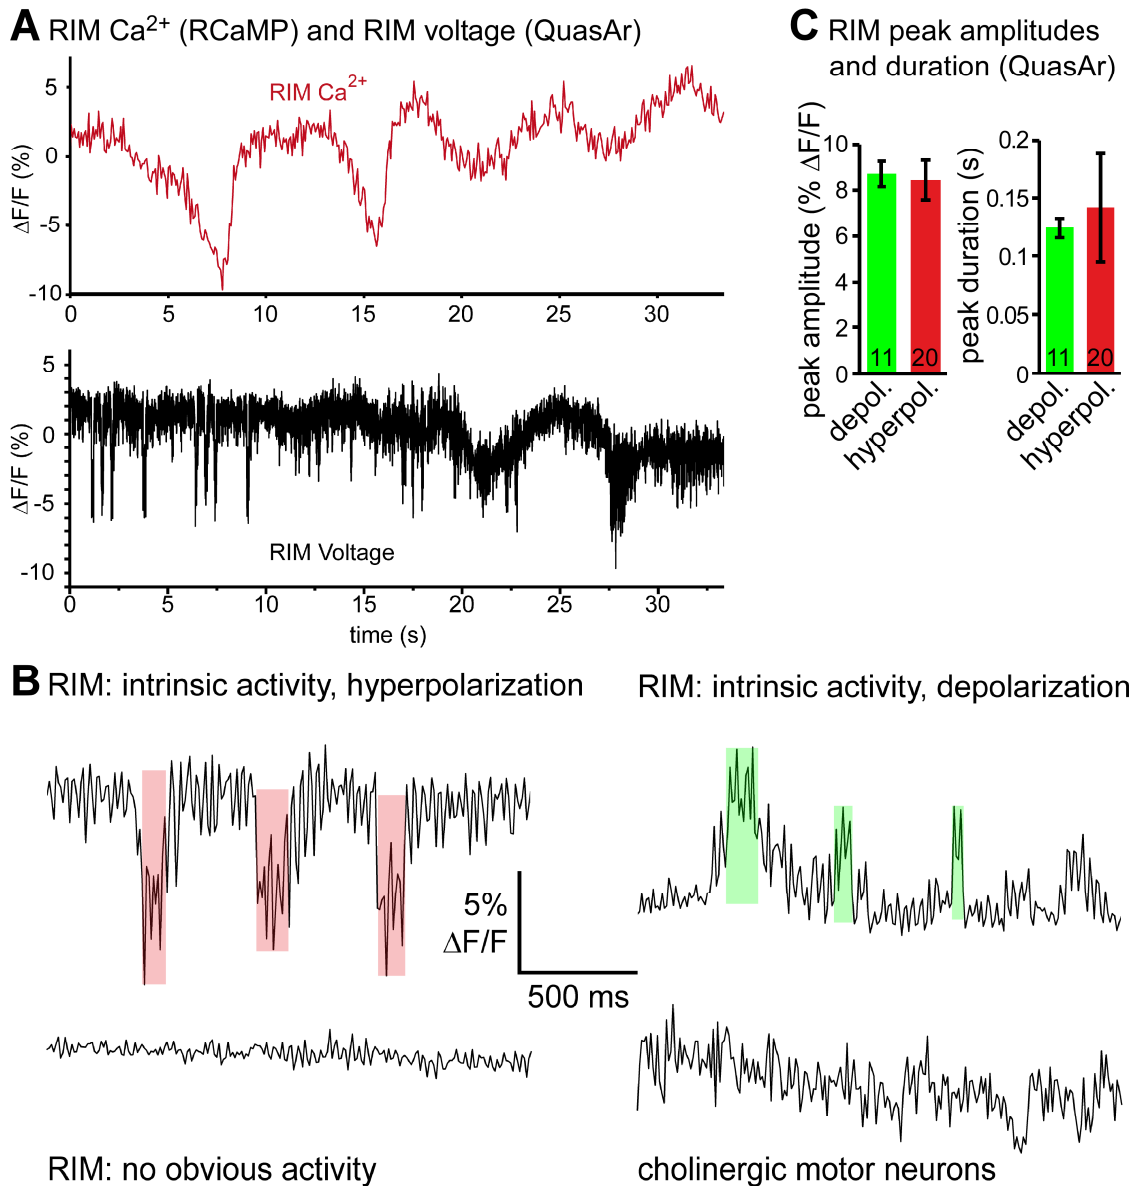 A RIM Ca2+ (RCaMP) and RIM voltage (QuasAr)
RIM Ca2+
ΔF/F (%)
5
0
-5
-10
0 5 10 15 20 25 30
ΔF/F (%)
5
0
-5
-10
RIM Voltage
0 5 10 15 20 25 30
time (s)
C RIM peak amplitudes
and duration (QuasAr)
peak amplitude (% ΔF/F)
10
8
6
4
2
0
11 20
depol.
hyperpol.
peak duration (s)
0.2
0.15
0.1
0.05
0
11 20
depol.
hyperpol.
B RIM: intrinsic activity, hyperpolarization
RIM: intrinsic activity, depolarization
5%
ΔF/F
500 ms
RIM: no obvious activity
cholinergic motor neurons